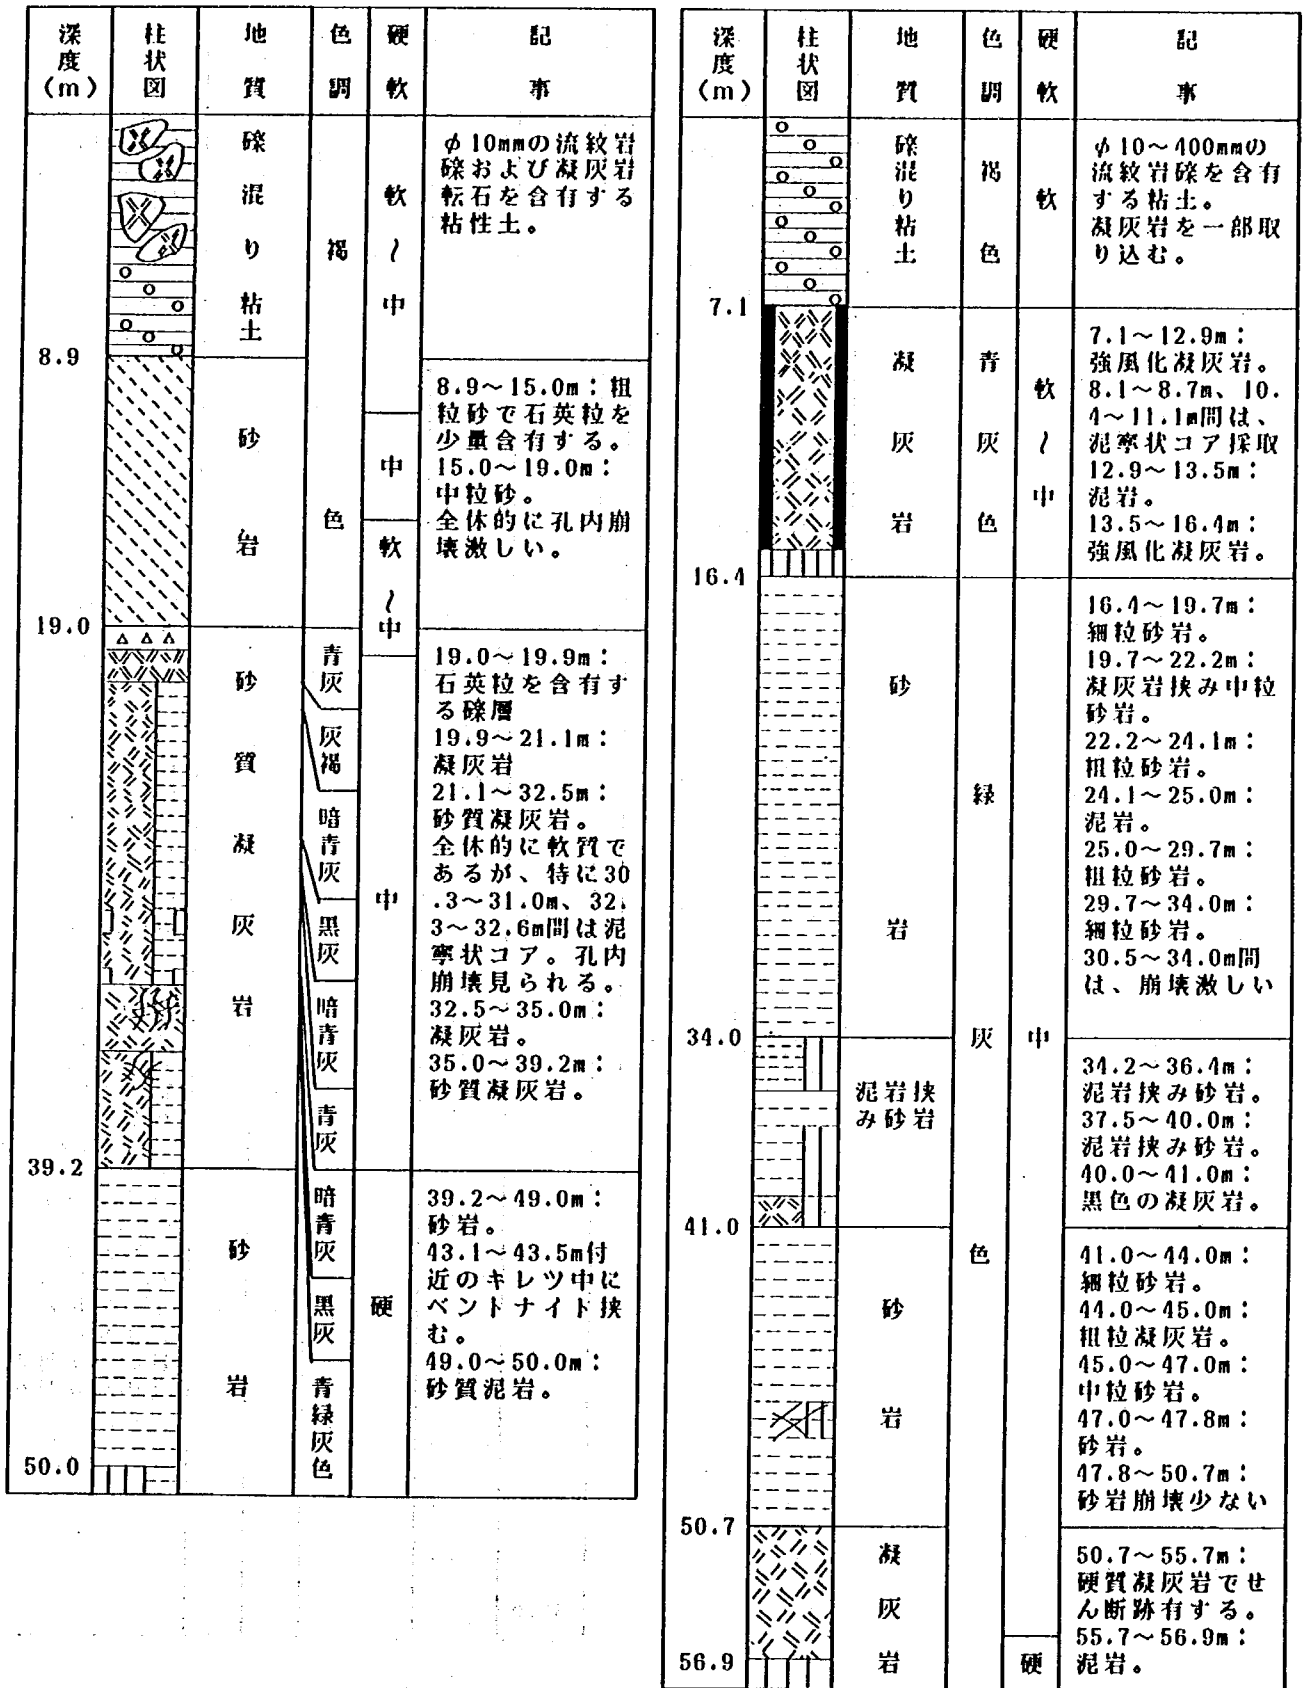 深度(m)
柱状図
地質
色調
硬軟
記事
礫混り粘土
褐色
軟～中
φ10mmの流紋岩
礫および凝灰岩
転石を含有する
粘性土。
8.9
砂岩
中
軟～中
8.9～15.0m：粗
粒砂で石英粒を
少量含有する。
15.0～19.0m：
中粒砂。
全体的に孔内崩
壊激しい。
19.0
砂質凝灰岩
青灰
灰褐
暗青灰
黒灰
暗青灰
青灰
中
19.0～19.9m：
石英粒を含有す
る礫層
19.9～21.1m：
凝灰岩
21.1～32.5m：
砂質凝灰岩。
全体的に軟質で
あるが、特に30
.3～31.0m、32.
3～32.6m間は泥
寧状コア。孔内
崩壊見られる。
32.5～35.0m：
凝灰岩。
35.0～39.2m：
砂質凝灰岩。
39.2
砂岩
暗青灰
黒灰
青緑灰色
硬
39.2～49.0m：
砂岩。
43.1～43.5m付
近のキレツ中に
ベントナイト挟
む。
49.0～50.0m：
砂質泥岩。
50.0
深度(m)
柱状図
地質
色調
硬軟
記事
礫混り粘土
褐色
軟
φ10～400mmの
流紋岩礫を含有
する粘土。
凝灰岩を一部取
り込む。
7.1
凝灰岩
青灰色
軟～中
7.1～12.9m：
強風化凝灰岩。
8.1～8.7m、10.
4～11.1m間は、
泥寧状コア採取
12.9～13.5m：
泥岩。
13.5～16.4m：
強風化凝灰岩。
16.4
砂岩
緑灰色
中
16.4～19.7m：
細粒砂岩。
19.7～22.2m：
凝灰岩挟み中粒
砂岩。
22.2～24.1m：
粗粒砂岩。
24.1～25.0m：
泥岩。
25.0～29.7m：
粗粒砂岩。
29.7～34.0m：
細粒砂岩。
30.5～34.0m間
は、崩壊激しい
34.0
泥岩挟
み砂岩
34.2～36.4m：
泥岩挟み砂岩。
37.5～40.0m：
泥岩挟み砂岩。
40.0～41.0m：
黒色の凝灰岩。
41.0
砂岩
41.0～44.0m：
細粒砂岩。
44.0～45.0m：
粗粒凝灰岩。
45.0～47.0m：
中粒砂岩。
47.0～47.8m：
砂岩。
47.8～50.7m：
砂岩崩壊少ない
50.7
凝灰岩
硬
50.7～55.7m：
硬質凝灰岩でせ
ん断跡有する。
55.7～56.9m：
泥岩。
56.9